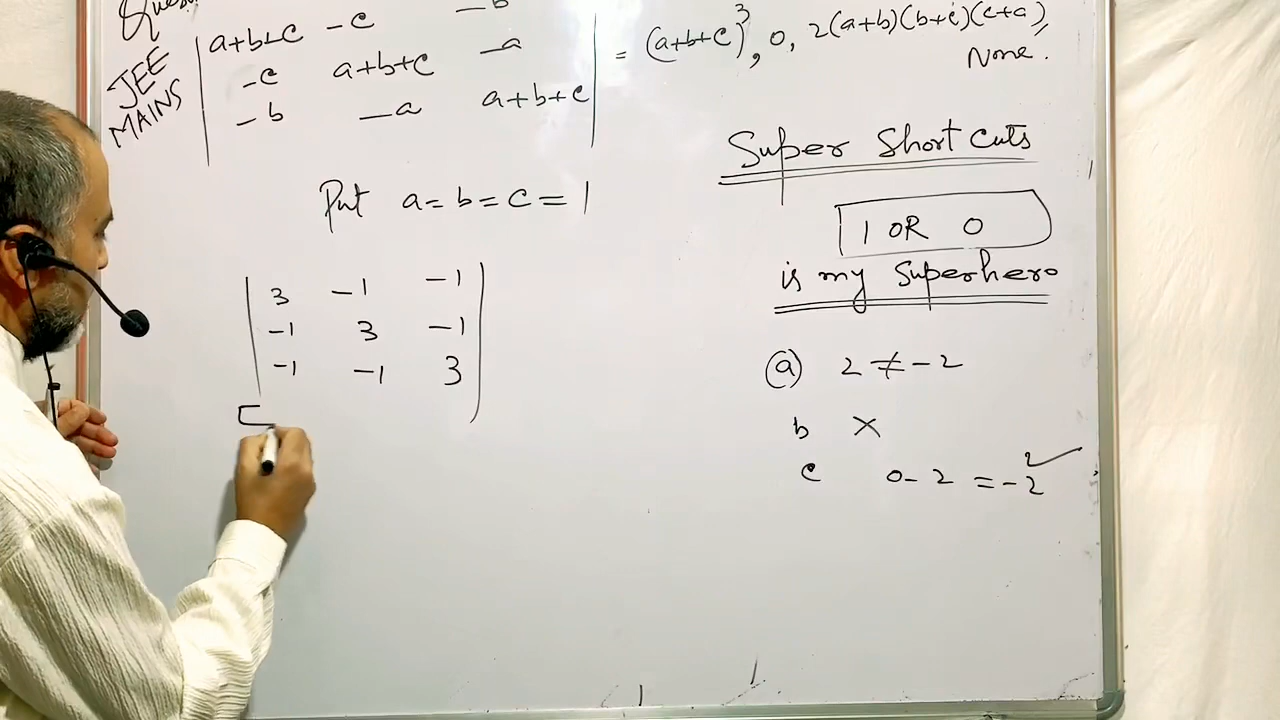 JEE
MAINS
| a+b+c -c -b |
| -c a+b+c -a | = (a+b+c)³, 0, 2(a+b)(b+c)(c+a),
| -b -a a+b+c | None.
Put a=b=c=1
| 3 -1 -1 |
| -1 3 -1 |
| -1 -1 3 |
Super Short cuts
1 OR 0
is my superhero
(a) 2 ≠ -2
b ×
c 0-2 = -2 ✓